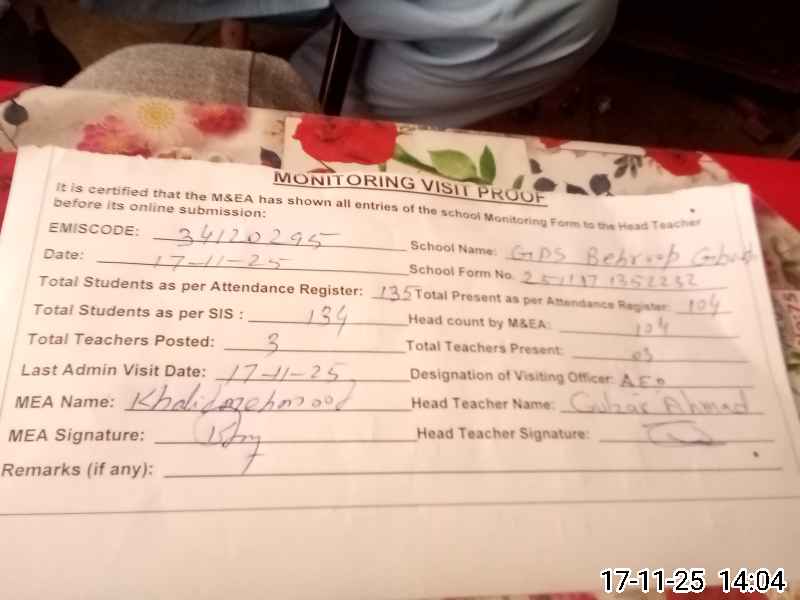 MONITORING VISIT PROOF
It is certified that the M&EA has shown all entries of the school Monitoring Form to the Head Teacher
before its online submission:
EMISCODE: 34120295 School Name: GPS Behroop Ghar
Date: 17-11-25 School Form No. 2511171352232
Total Students as per Attendance Register: 135 Total Present as per Attendance Register: 104
Total Students as per SIS : 134 Head count by M&EA: 104
Total Teachers Posted: 3 Total Teachers Present: 03
Last Admin Visit Date: 17-11-25 Designation of Visiting Officer: AEO
MEA Name: Khalid Head Teacher Name: Ahmad
MEA Signature: Head Teacher Signature:
Remarks (if any):
17-11-25 14:04